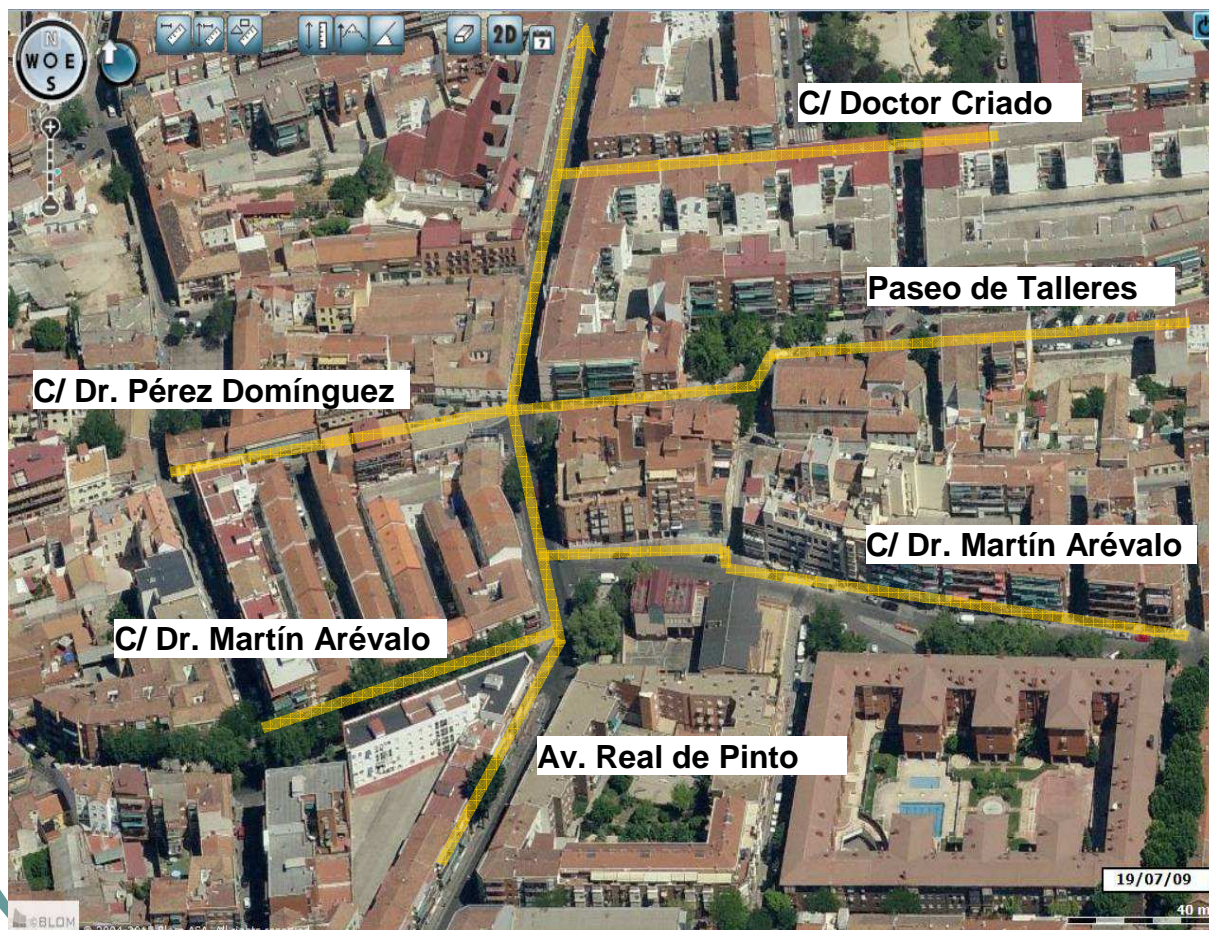 N
W O E
S
2D
7
C/ Doctor Criado
Paseo de Talleres
C/ Dr. Pérez Domínguez
C/ Dr. Martín Arévalo
C/ Dr. Martín Arévalo
Av. Real de Pinto
19/07/09
40 m
©BLOM